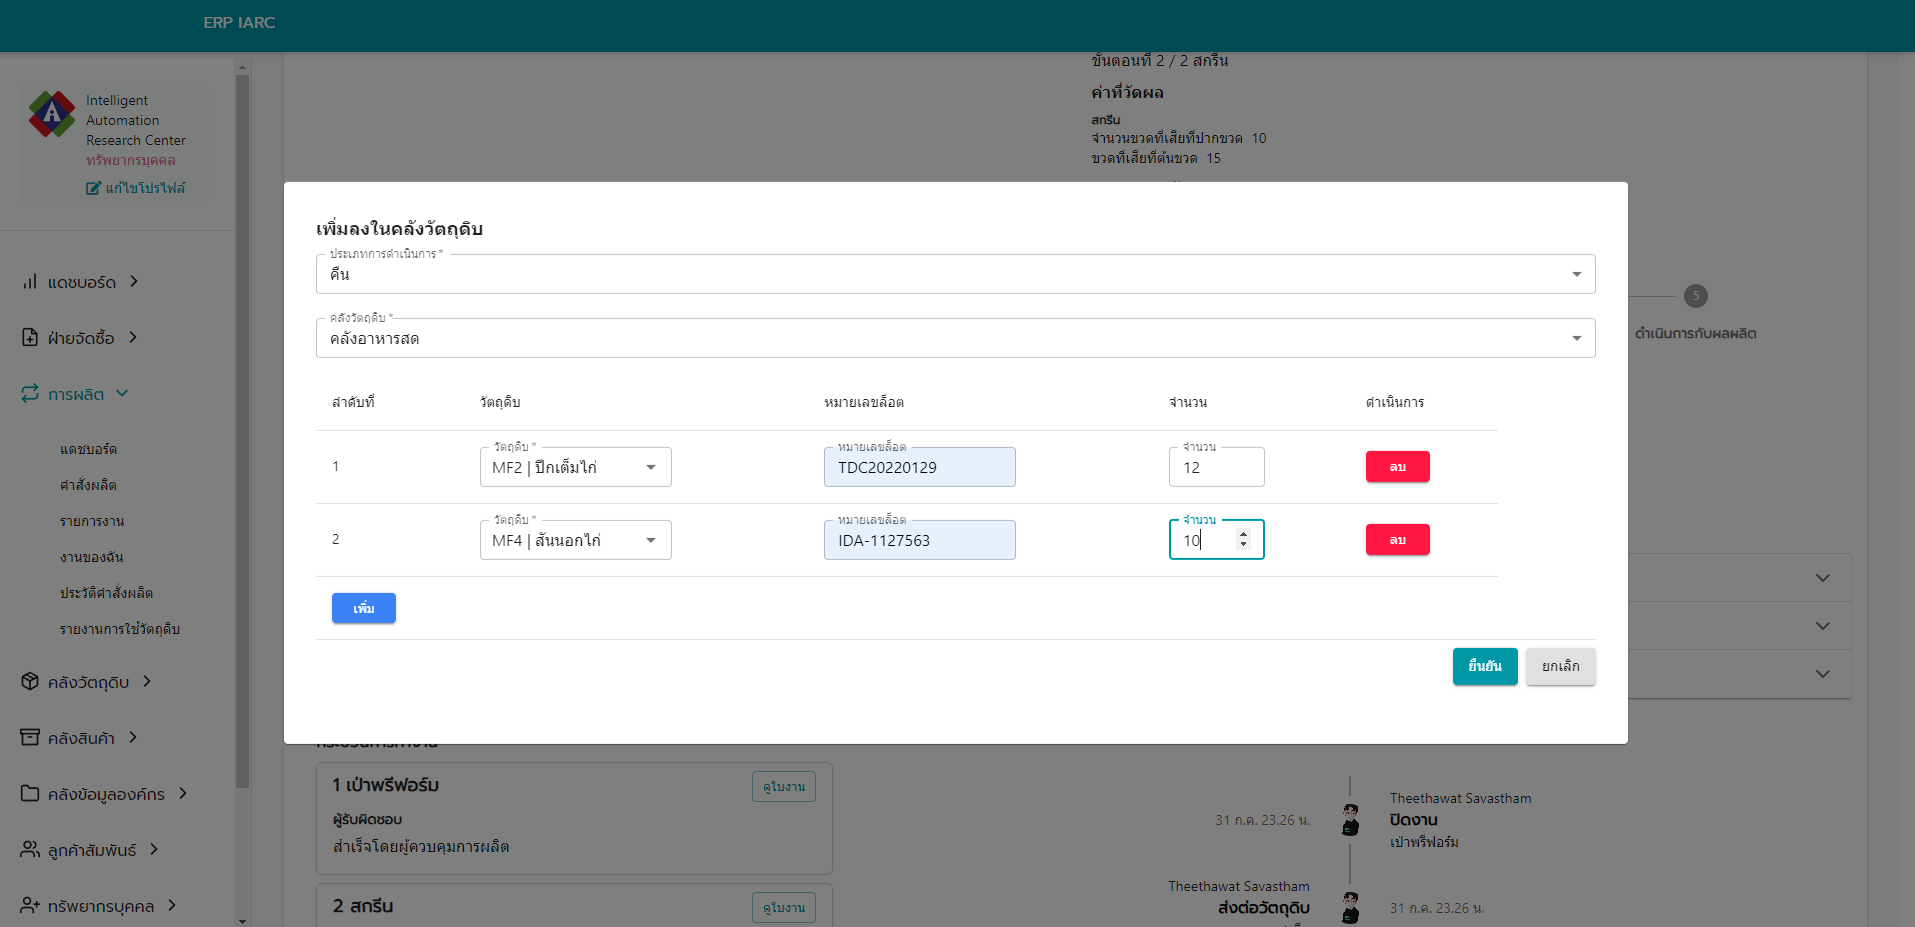 ERP IARC
Intelligent
Automation
Research Center
ทรัพยากรบุคคล
แก้ไขโปรไฟล์
แดชบอร์ด
ฝ่ายจัดซื้อ
การผลิต
แดชบอร์ด
คำสั่งผลิต
รายการงาน
งานของฉัน
ประวัติคำสั่งผลิต
รายงานการใช้วัตถุดิบ
คลังวัตถุดิบ
คลังสินค้า
คลังข้อมูลองค์กร
ลูกค้าสัมพันธ์
ทรัพยากรบุคคล
ขั้นตอนที่ 2 / 2 สกรีน
ค่าที่วัดผล
สกรีน
จำนวนขวดที่เสียที่ปากขวด 10
ขวดที่เสียที่ต้นขวด 15
5
ดำเนินการกับผลผลิต
เพิ่มลงในคลังวัตถุดิบ
ประเภทการดำเนินการ *
คืน
คลังวัตถุดิบ *
คลังอาหารสด
ลำดับที่ วัตถุดิบ หมายเลขล็อต จำนวน ดำเนินการ
วัตถุดิบ * หมายเลขล็อต จำนวน
1 MF2 | ปีกเต็มไก่ TDC20220129 12 ลบ
วัตถุดิบ * หมายเลขล็อต จำนวน
2 MF4 | สันนอกไก่ IDA-1127563 10 ลบ
เพิ่ม
ยืนยัน ยกเลิก
กระบวนการทำงาน
1 เป่าพรีฟอร์ม ดูใบงาน
ผู้รับผิดชอบ
สำเร็จโดยผู้ควบคุมการผลิต
2 สกรีน ดูใบงาน
Theethawat Savastham
31 ก.ค. 23.26 น. ปิดงาน
เป่าพรีฟอร์ม
Theethawat Savastham
ส่งต่อวัตถุดิบ 31 ก.ค. 23.26 น.